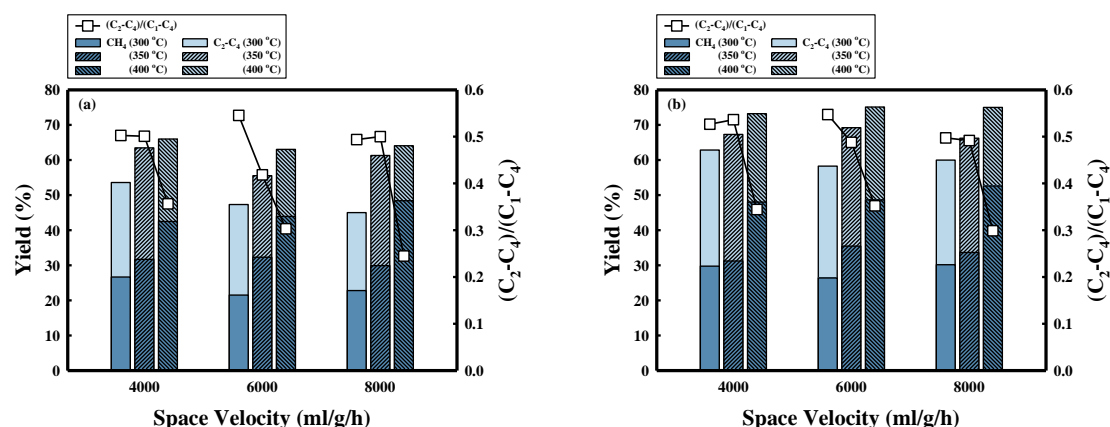 (C₂-C₄)/(C₁-C₄)
CH₄ (300 °C) C₂-C₄ (300 °C)
(350 °C) (350 °C)
(400 °C) (400 °C)
(a)
80
70
60
50
40
30
20
10
0
0.6
0.5
0.4
0.3
0.2
0.1
0.0
4000 6000 8000
Yield (%)
(C₂-C₄)/(C₁-C₄)
Space Velocity (ml/g/h)
(C₂-C₄)/(C₁-C₄)
CH₄ (300 °C) C₂-C₄ (300 °C)
(350 °C) (350 °C)
(400 °C) (400 °C)
(b)
80
70
60
50
40
30
20
10
0
0.6
0.5
0.4
0.3
0.2
0.1
0.0
4000 6000 8000
Yield (%)
(C₂-C₄)/(C₁-C₄)
Space Velocity (ml/g/h)